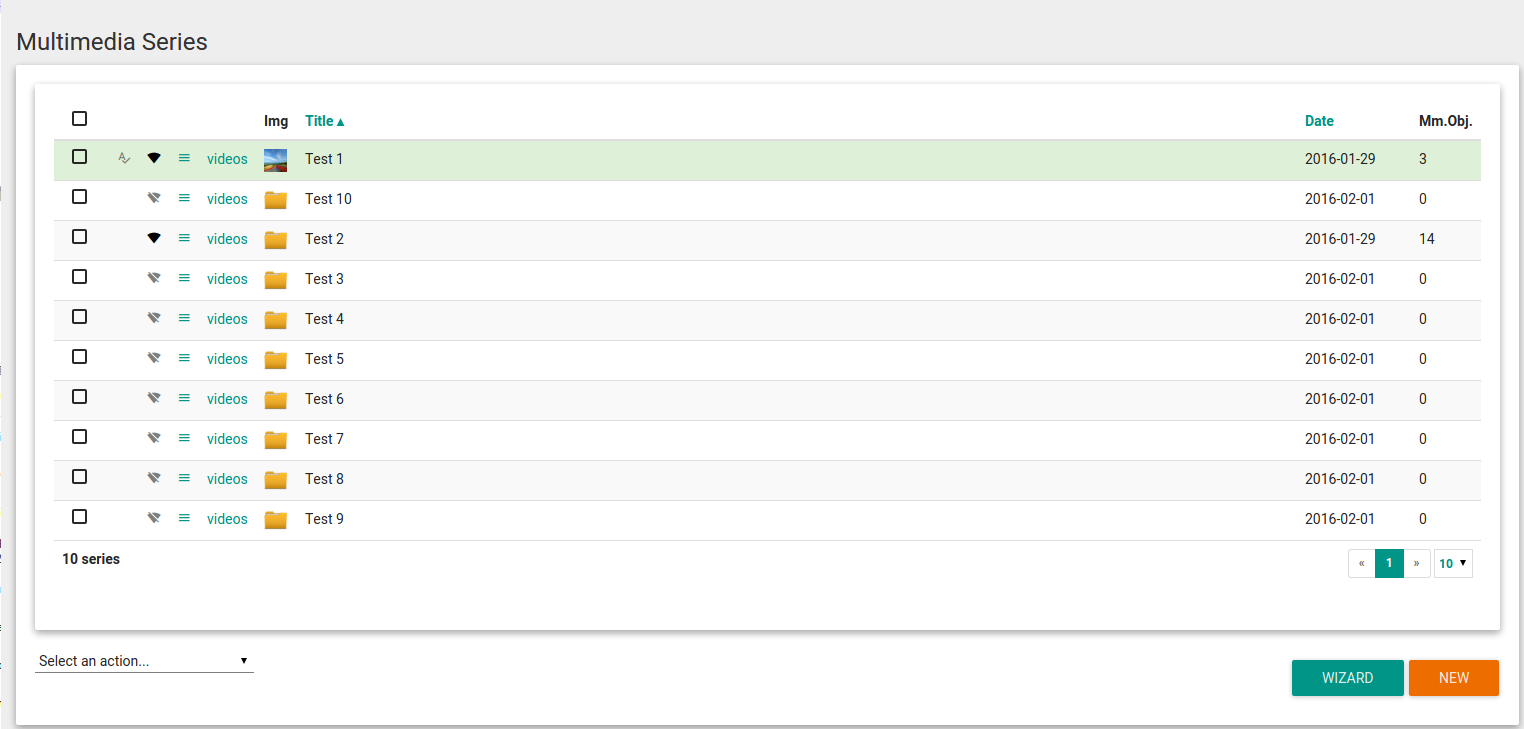 Multimedia Series
Img Title ▲ Date Mm.Obj.
videos Test 1 2016-01-29 3
videos Test 10 2016-02-01 0
videos Test 2 2016-01-29 14
videos Test 3 2016-02-01 0
videos Test 4 2016-02-01 0
videos Test 5 2016-02-01 0
videos Test 6 2016-02-01 0
videos Test 7 2016-02-01 0
videos Test 8 2016-02-01 0
videos Test 9 2016-02-01 0
10 series « 1 » 10 ▼
Select an action... ▼
WIZARD NEW